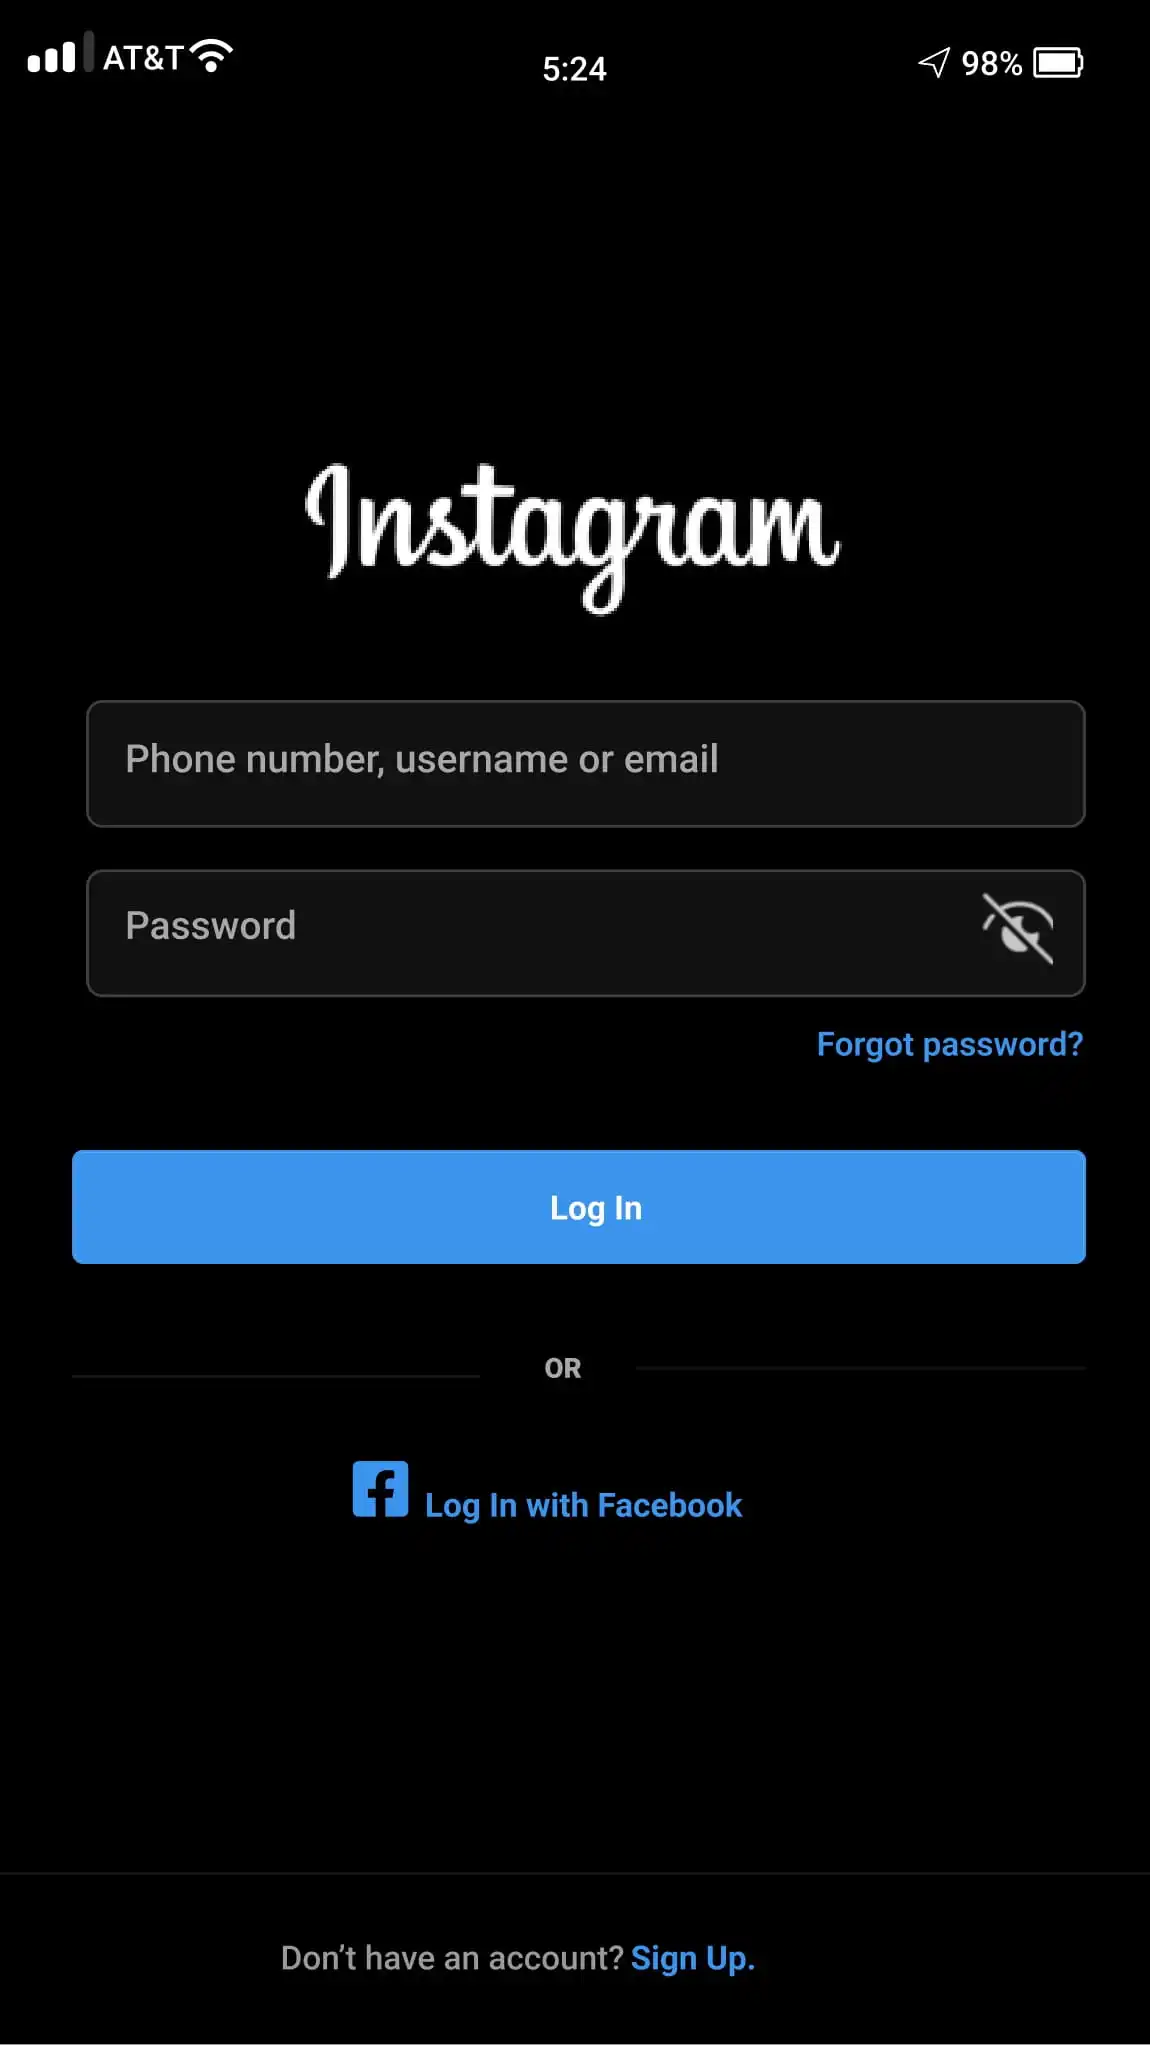 AT&T 5:24 98%
Instagram
Phone number, username or email
Password
Forgot password?
Log In
OR
Log In with Facebook
Don’t have an account? Sign Up.